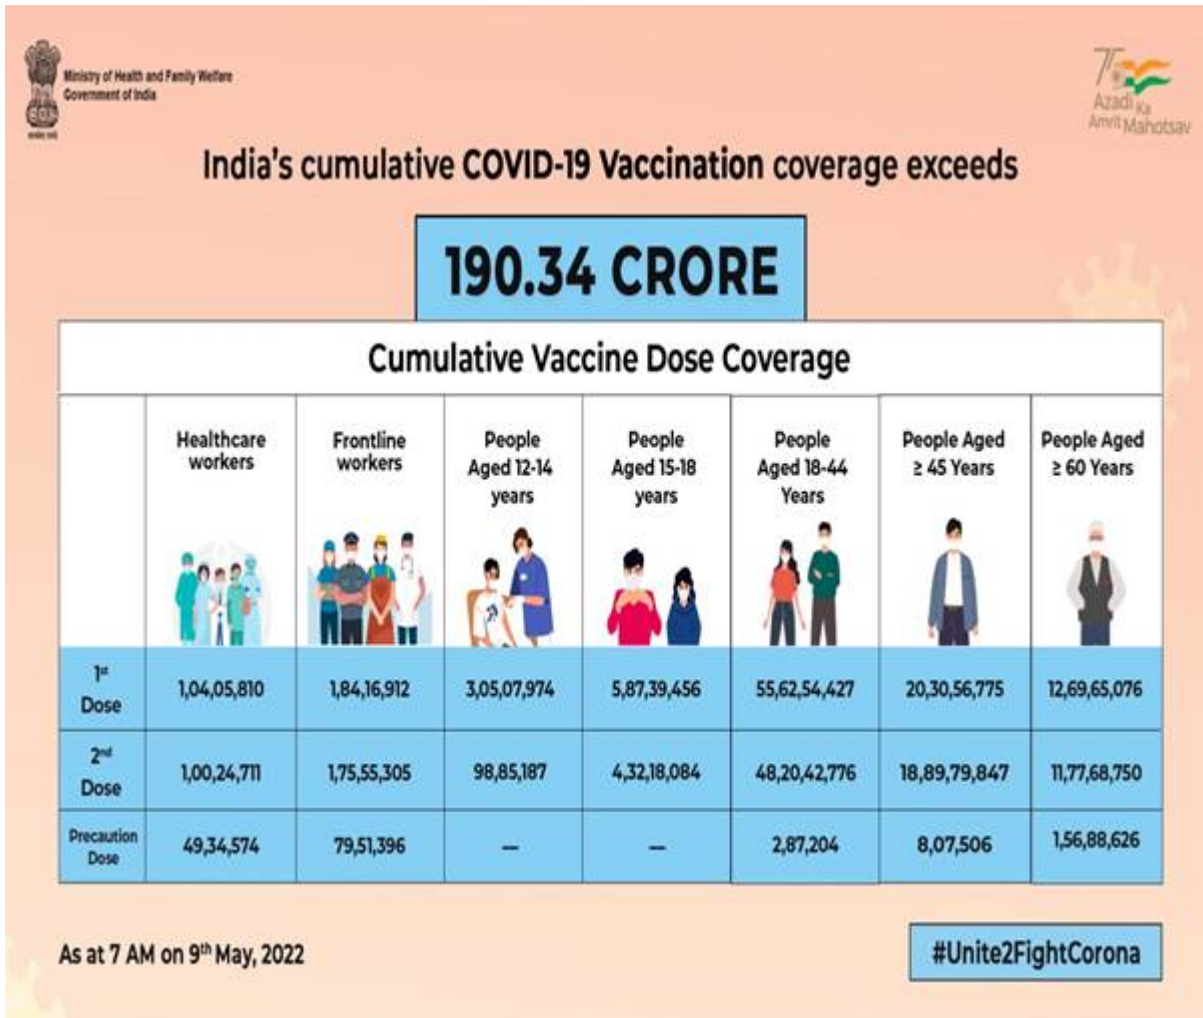 Ministry of Health and Family Welfare
Government of India
75
Azadi Ka
Amrit Mahotsav
India's cumulative COVID-19 Vaccination coverage exceeds
190.34 CRORE
Cumulative Vaccine Dose Coverage
Healthcare workers
Frontline workers
People Aged 12-14 years
People Aged 15-18 years
People Aged 18-44 Years
People Aged ≥ 45 Years
People Aged ≥ 60 Years
1st Dose 1,04,05,810 1,84,16,912 3,05,07,974 5,87,39,456 55,62,54,427 20,30,56,775 12,69,65,076
2nd Dose 1,00,24,711 1,75,55,305 98,85,187 4,32,18,084 48,20,42,776 18,89,79,847 11,77,68,750
Precaution Dose 49,34,574 79,51,396 — — 2,87,204 8,07,506 1,56,88,626
As at 7 AM on 9th May, 2022
#Unite2FightCorona